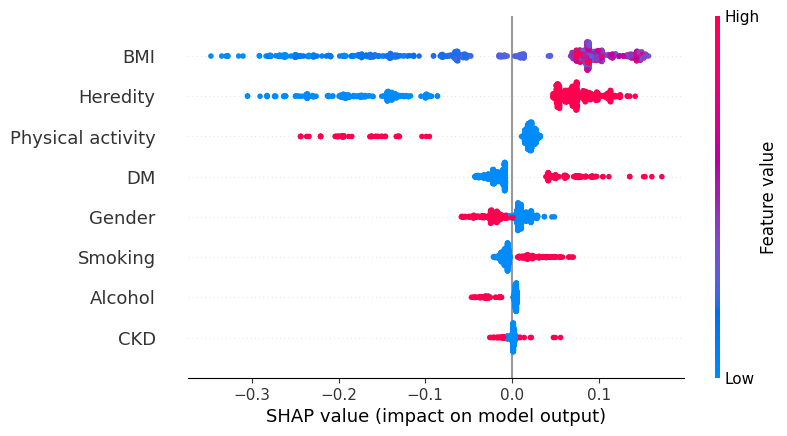 High
BMI
Heredity
Physical activity
DM
Gender
Smoking
Alcohol
CKD
Feature value
Low
−0.3 −0.2 −0.1 0.0 0.1
SHAP value (impact on model output)